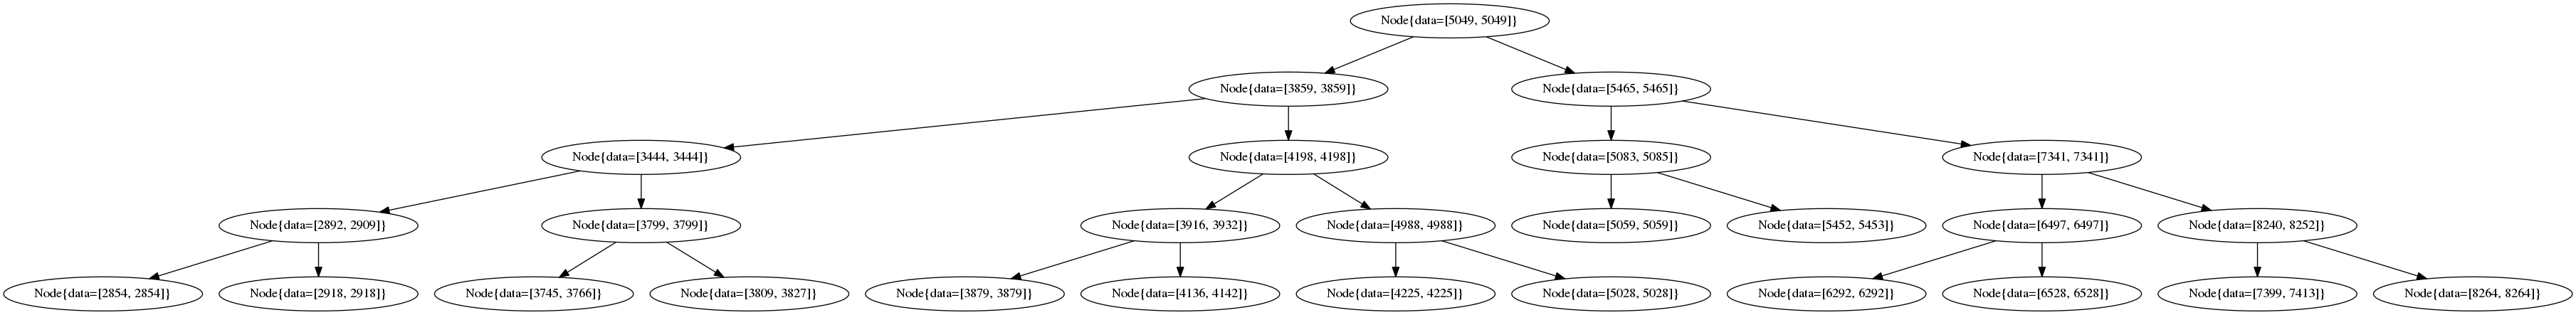 Node{data=[5049, 5049]}
Node{data=[3859, 3859]}
Node{data=[5465, 5465]}
Node{data=[3444, 3444]}
Node{data=[4198, 4198]}
Node{data=[5083, 5085]}
Node{data=[7341, 7341]}
Node{data=[2892, 2909]}
Node{data=[3799, 3799]}
Node{data=[3916, 3932]}
Node{data=[4988, 4988]}
Node{data=[5059, 5059]}
Node{data=[5452, 5453]}
Node{data=[6497, 6497]}
Node{data=[8240, 8252]}
Node{data=[2854, 2854]}
Node{data=[2918, 2918]}
Node{data=[3745, 3766]}
Node{data=[3809, 3827]}
Node{data=[3879, 3879]}
Node{data=[4136, 4142]}
Node{data=[4225, 4225]}
Node{data=[5028, 5028]}
Node{data=[6292, 6292]}
Node{data=[6528, 6528]}
Node{data=[7399, 7413]}
Node{data=[8264, 8264]}